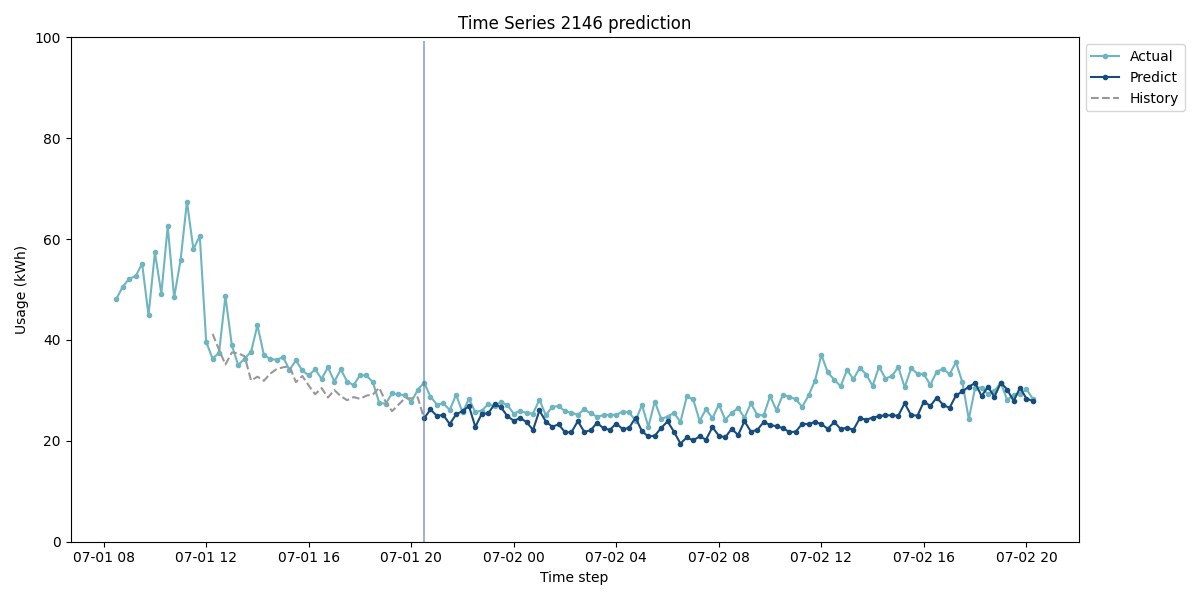 Time Series 2146 prediction
100
80
60
40
20
0
Usage (kWh)
07-01 08
07-01 12
07-01 16
07-01 20
07-02 00
07-02 04
07-02 08
07-02 12
07-02 16
07-02 20
Time step
Actual
Predict
History